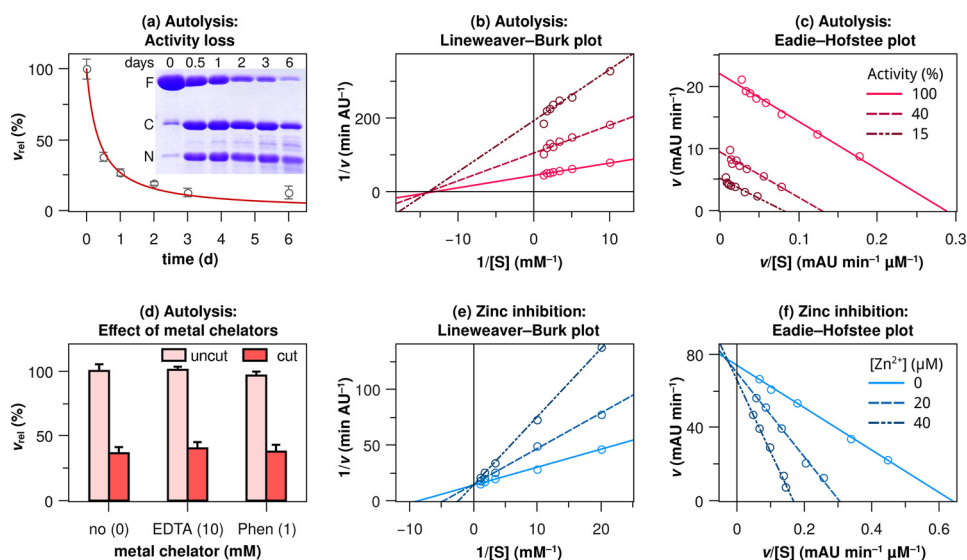 (a) Autolysis:
Activity loss
days 0 0.5 1 2 3 6
F
C
N
100
50
0
0 1 2 3 4 5 6
vrel (%)
time (d)
(b) Autolysis:
Lineweaver–Burk plot
200
0
−10 0 10
1/v (min AU⁻¹)
1/[S] (mM⁻¹)
(c) Autolysis:
Eadie–Hofstee plot
Activity (%)
100
40
15
20
10
0
0 0.1 0.2 0.3
v (mAU min⁻¹)
v/[S] (mAU min⁻¹ µM⁻¹)
(d) Autolysis:
Effect of metal chelators
uncut cut
100
50
0
no (0) EDTA (10) Phen (1)
vrel (%)
metal chelator (mM)
(e) Zinc inhibition:
Lineweaver–Burk plot
100
50
0
−10 0 10 20
1/v (min AU⁻¹)
1/[S] (mM⁻¹)
(f) Zinc inhibition:
Eadie–Hofstee plot
[Zn²⁺] (µM)
0
20
40
80
40
0
0 0.2 0.4 0.6
v (mAU min⁻¹)
v/[S] (mAU min⁻¹ µM⁻¹)